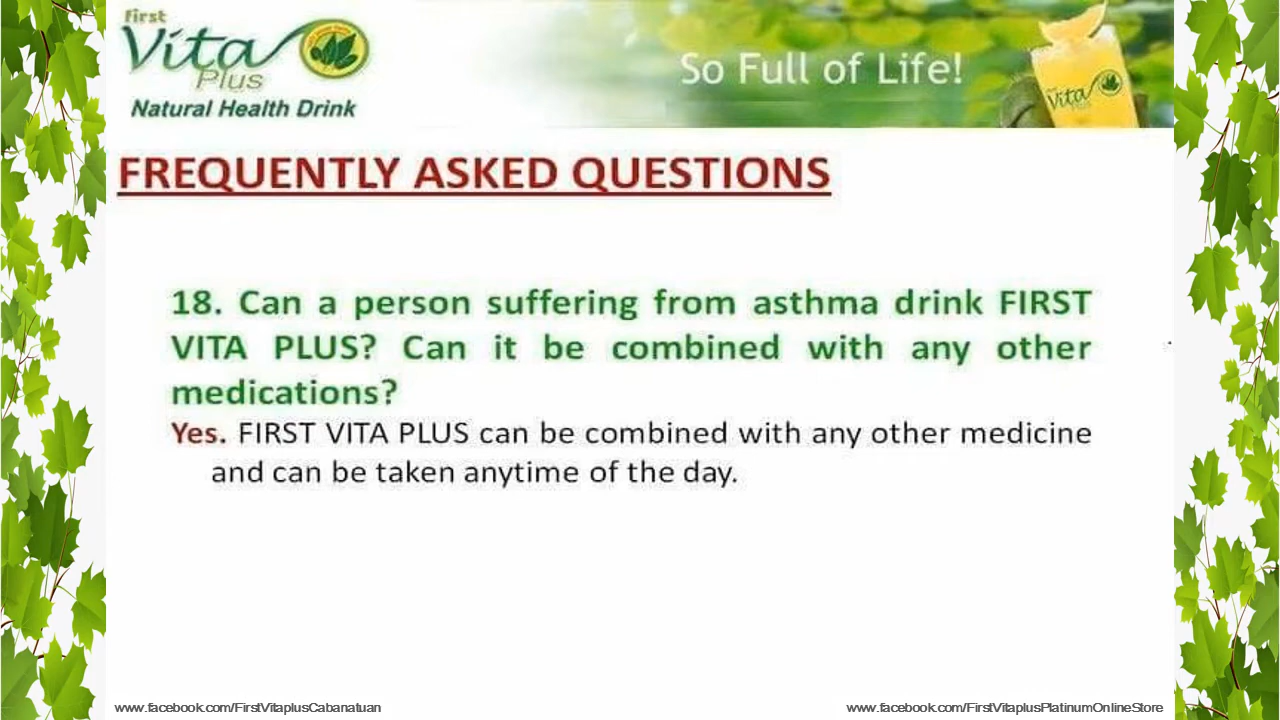 first
Vita
Plus
Natural Health Drink
So Full of Life!
Vita
FREQUENTLY ASKED QUESTIONS
18. Can a person suffering from asthma drink FIRST
VITA PLUS? Can it be combined with any other
medications?
Yes. FIRST VITA PLUS can be combined with any other medicine
and can be taken anytime of the day.
www.facebook.com/FirstVitaplusCabanatuan
www.facebook.com/FirstVitaplusPlatinumOnlineStore